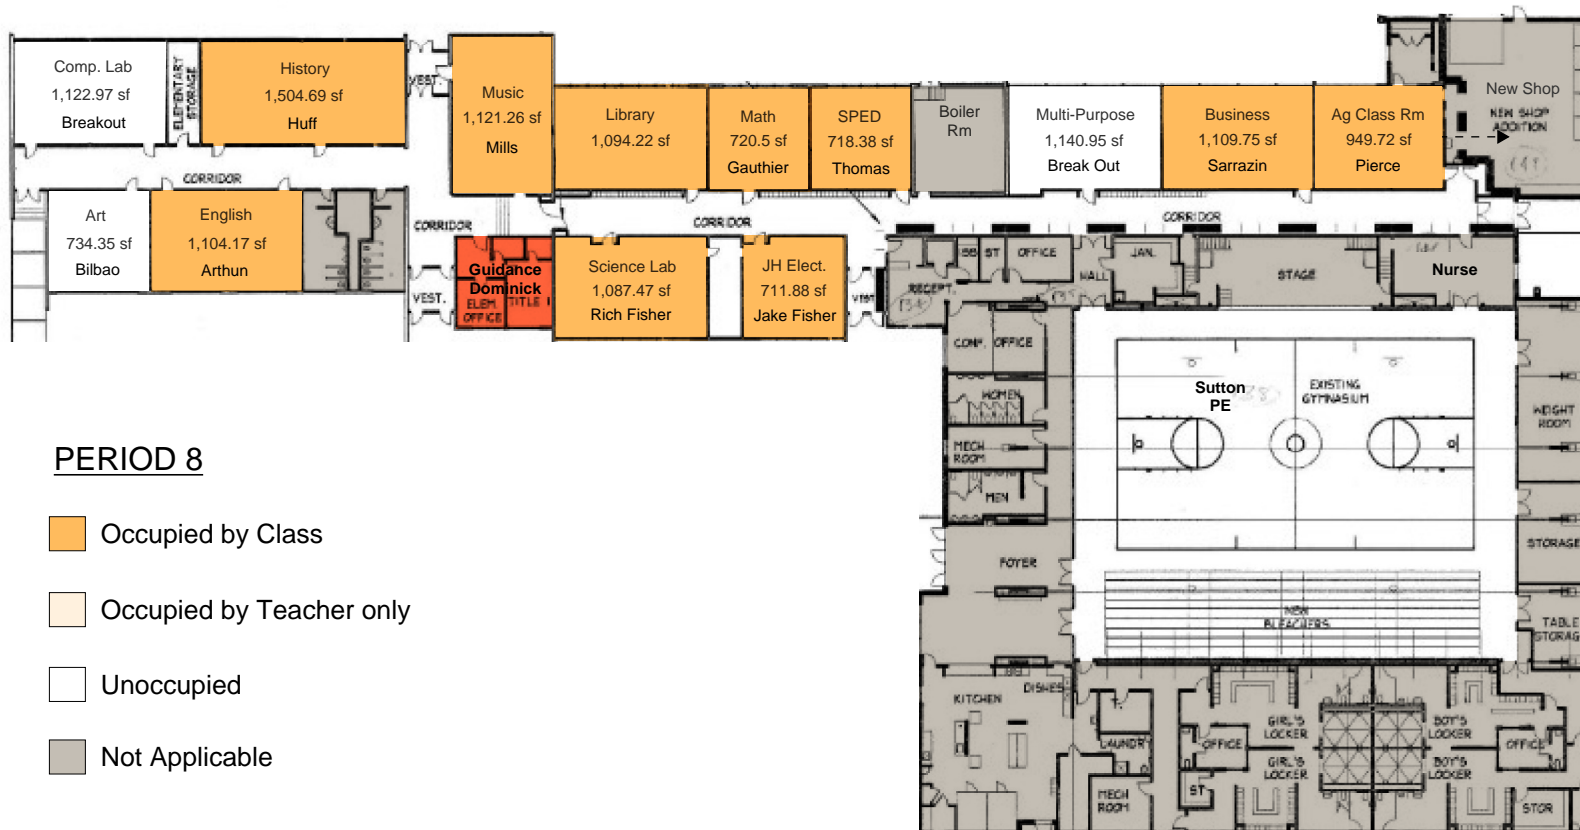 Comp. Lab
1,122.97 sf
Breakout
ELEMENTARY
STORAGE
History
1,504.69 sf
Huff
VEST.
Music
1,121.26 sf
Mills
Library
1,094.22 sf
Math
720.5 sf
Gauthier
SPED
718.38 sf
Thomas
Boiler
Rm
Multi-Purpose
1,140.95 sf
Break Out
Business
1,109.75 sf
Sarrazin
Ag Class Rm
949.72 sf
Pierce
New Shop
NEW SHOP
ADDITION
CORRIDOR
Art
734.35 sf
Bilbao
English
1,104.17 sf
Arthun
CORRIDOR
CORRIDOR
CORRIDOR
VEST.
Guidance
Dominick
ELEM.
OFFICE
TITLE I
Science Lab
1,087.47 sf
Rich Fisher
JH Elect.
711.88 sf
Jake Fisher
VEST
RECEPT.
ISS
ST
OFFICE
HALL
JAN.
STAGE
Nurse
CONF.
OFFICE
WOMEN
MECH
ROOM
MEN
FOYER
Sutton
PE
EXISTING
GYMNASIUM
WEIGHT
ROOM
STORAGE
TABLE
STORAG
NEW
BLEACHERS
KITCHEN
DISHES
T.
LAUNDRY
MECH
ROOM
ST
OFFICE
GIRL'S
LOCKER
GIRL'S
LOCKER
BOY'S
LOCKER
BOY'S
LOCKER
OFFICE
STOR
PERIOD 8
Occupied by Class
Occupied by Teacher only
Unoccupied
Not Applicable